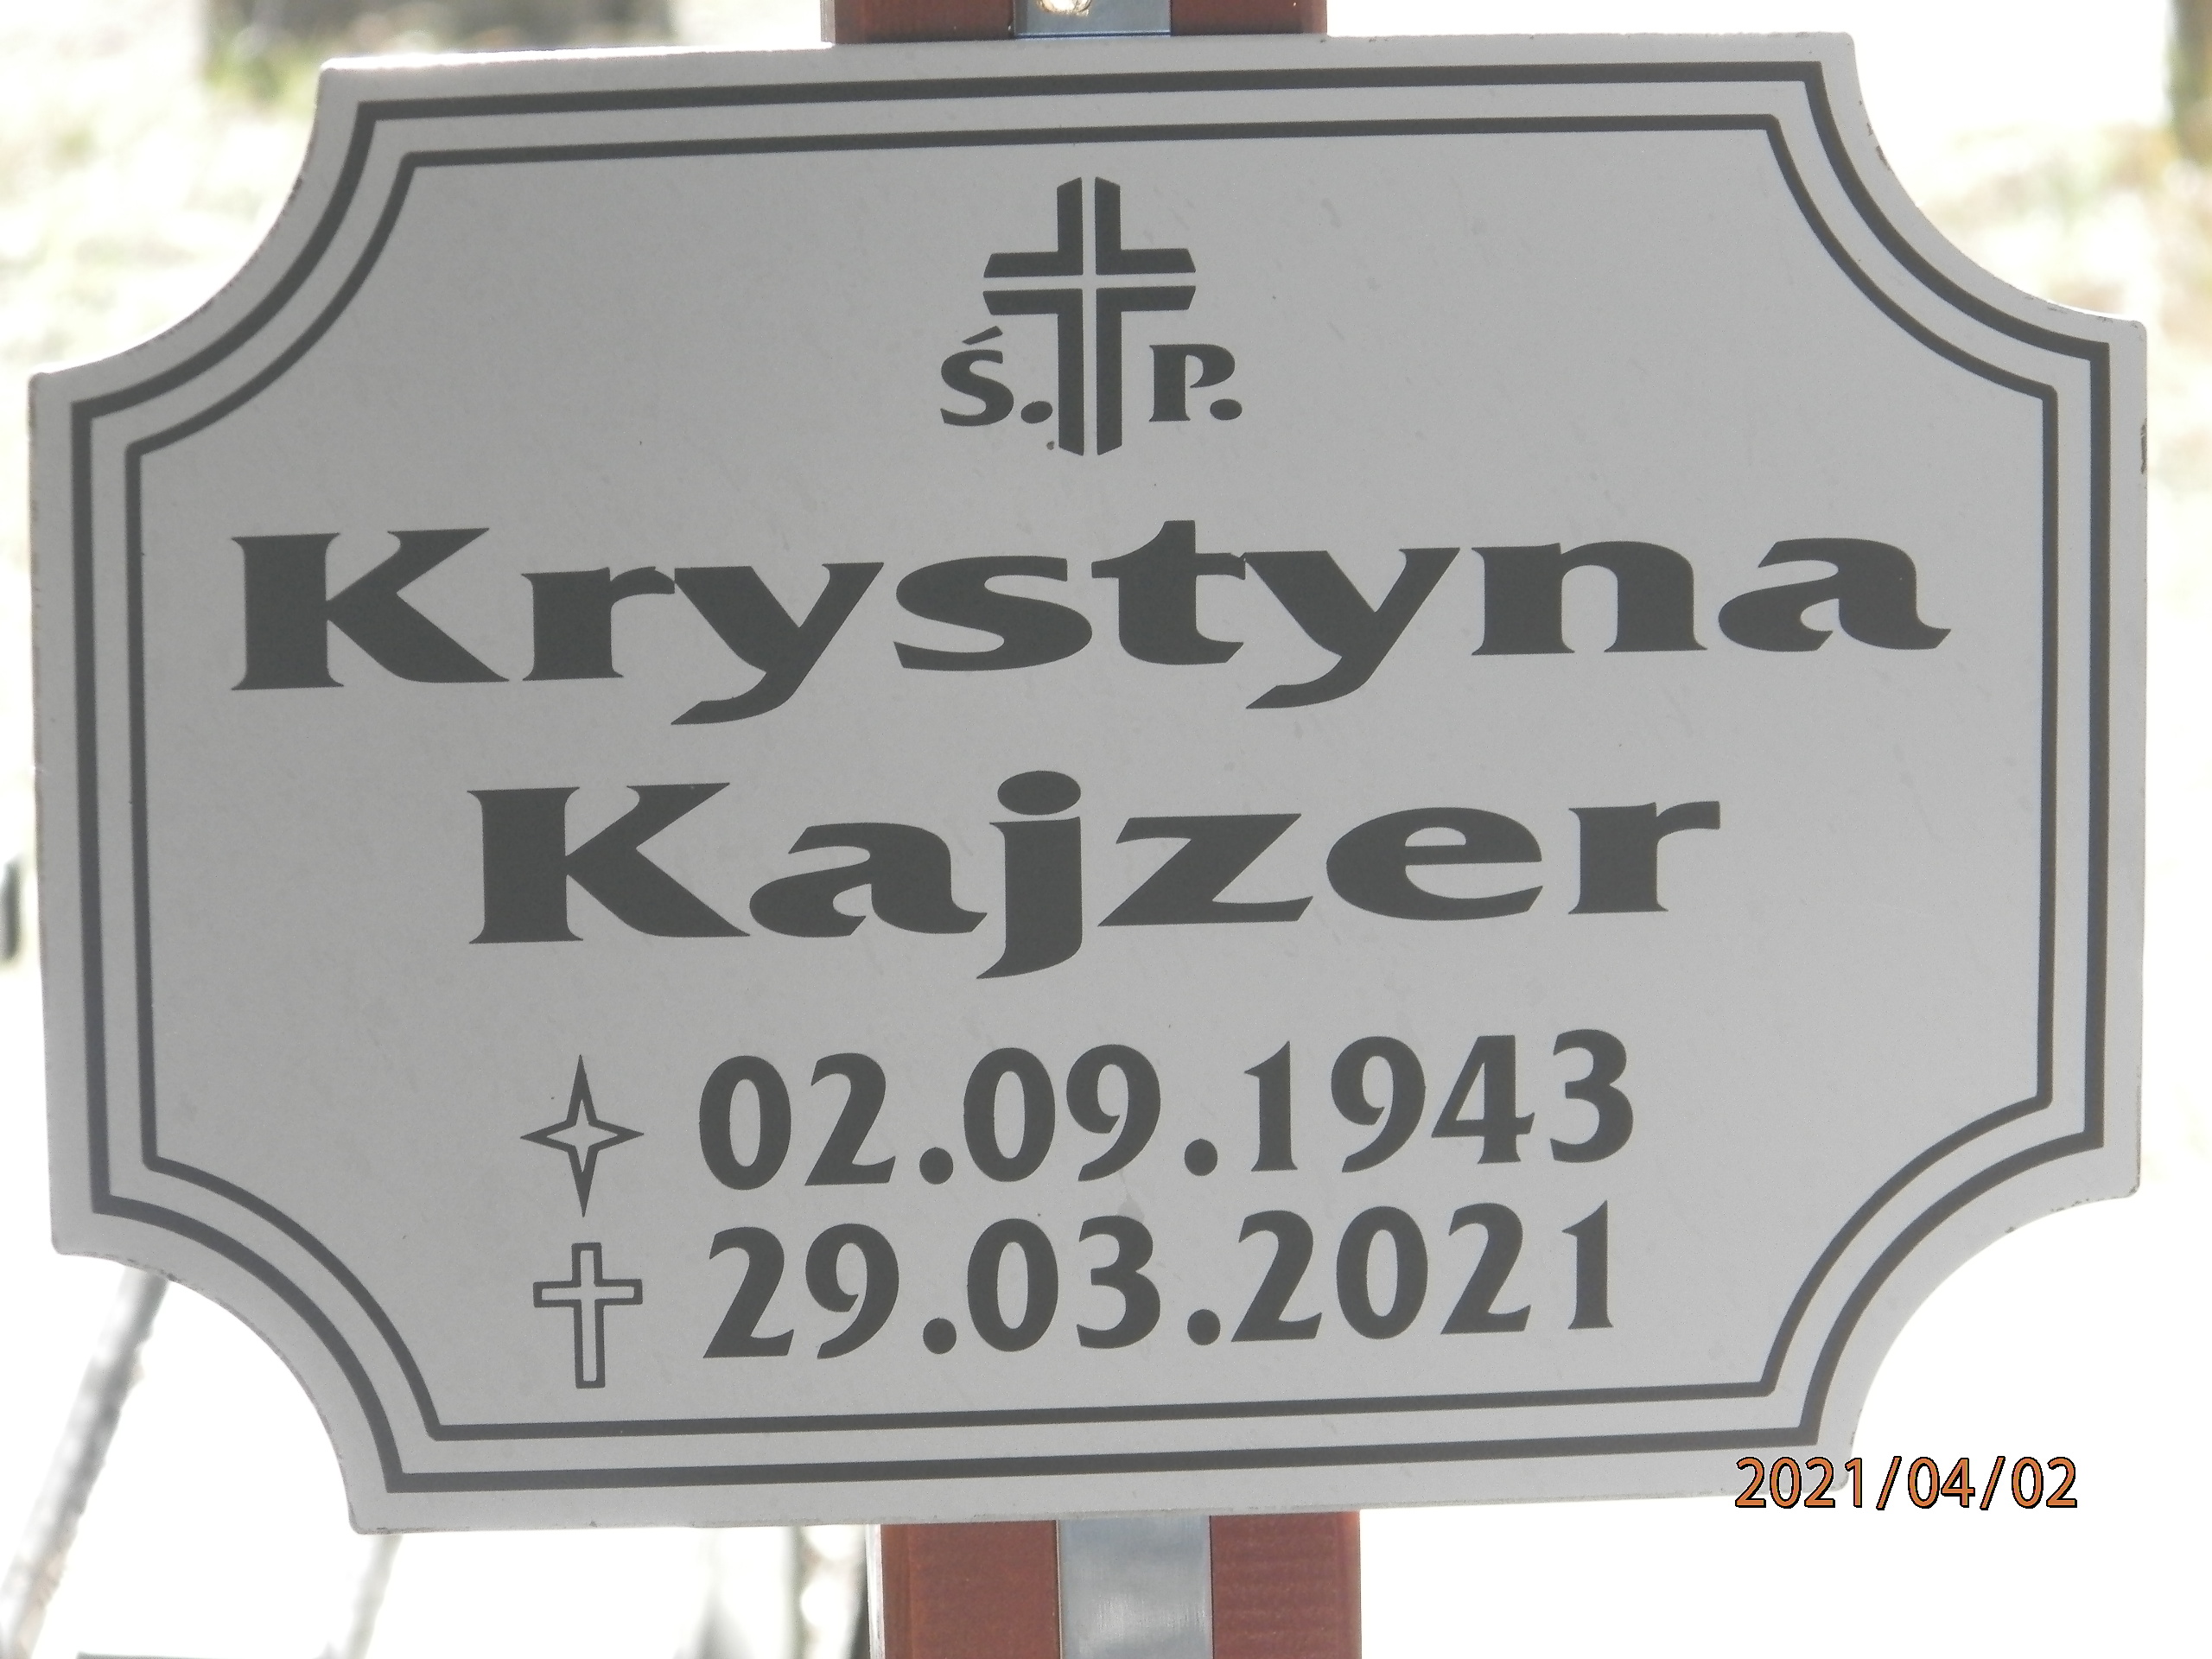 Ś. P.
Krystyna
Kajzer
02.09.1943
29.03.2021
2021/04/02